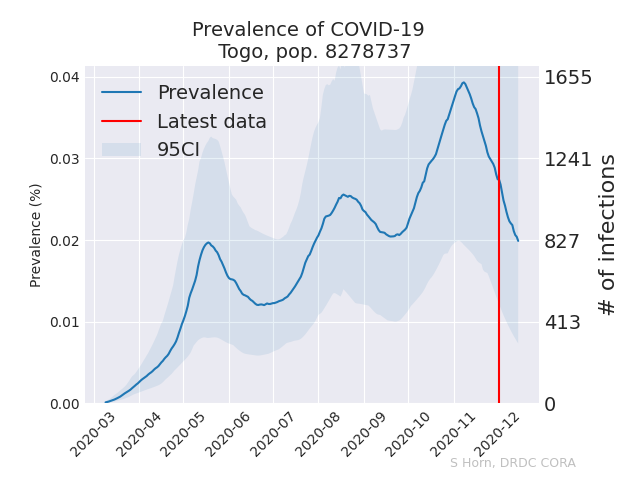 Prevalence of COVID-19
Togo, pop. 8278737
Prevalence
Latest data
95CI
Prevalence (%)
0.04
0.03
0.02
0.01
0.00
1655
1241
827
413
0
# of infections
2020-03
2020-04
2020-05
2020-06
2020-07
2020-08
2020-09
2020-10
2020-11
2020-12
S Horn, DRDC CORA